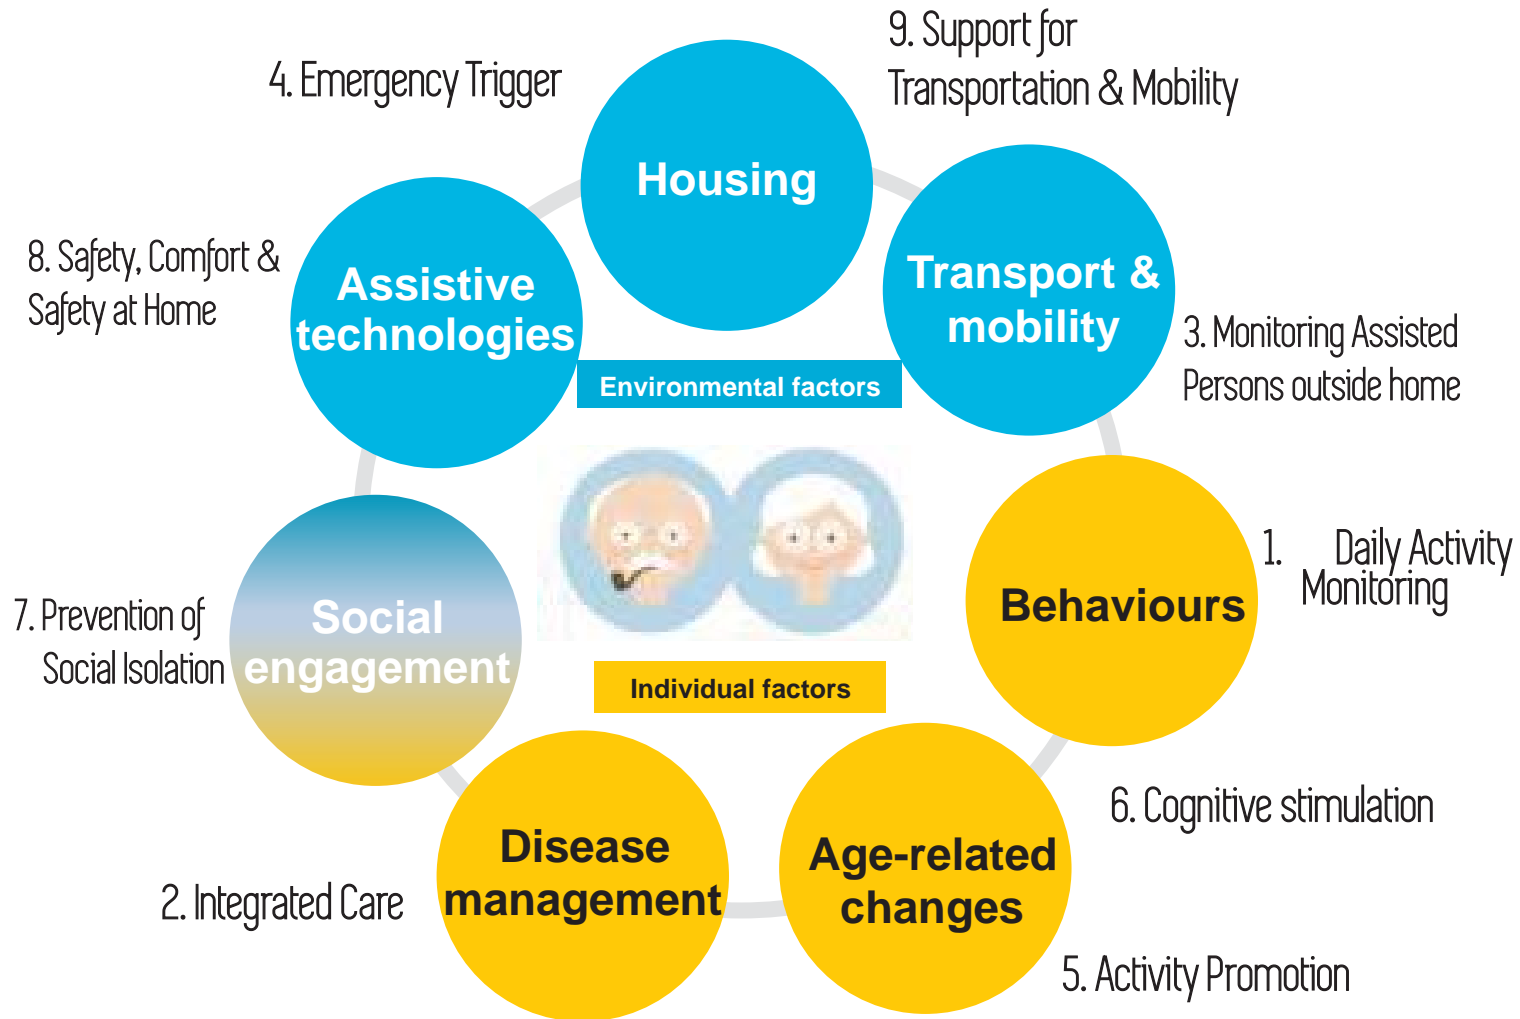 9. Support for
Transportation & Mobility
4. Emergency Trigger
Housing
Transport &
mobility
8. Safety, Comfort &
Safety at Home
Assistive
technologies
3. Monitoring Assisted
Persons outside home
Environmental factors
1. Daily Activity
Monitoring
Behaviours
7. Prevention of
Social Isolation
Social
engagement
Individual factors
6. Cognitive stimulation
Disease
management
Age-related
changes
2. Integrated Care
5. Activity Promotion